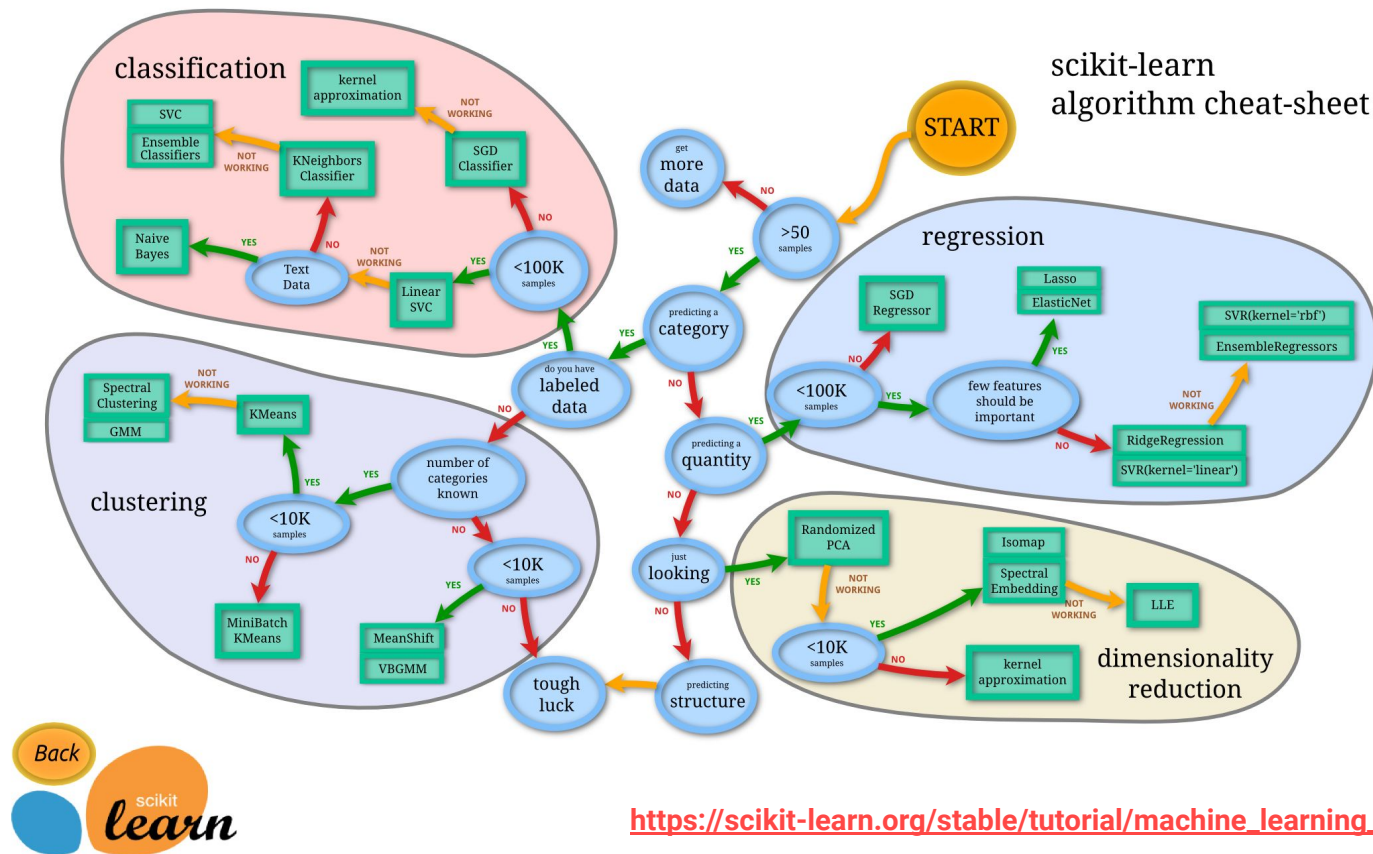 scikit-learn
algorithm cheat-sheet
START
classification
kernel
approximation
NOT
WORKING
SVC
Ensemble
Classifiers
NOT
WORKING
KNeighbors
Classifier
SGD
Classifier
NO
NO
Naive
Bayes
YES
Text
Data
NOT
WORKING
Linear
SVC
YES
<100K
samples
get
more
data
NO
>50
samples
YES
predicting a
category
YES
NO
YES
do you have
labeled
data
NO
predicting a
quantity
YES
NO
just
looking
YES
NO
predicting
structure
tough
luck
regression
SGD
Regressor
NO
<100K
samples
YES
Lasso
ElasticNet
YES
few features
should be
important
NO
SVR(kernel='rbf')
EnsembleRegressors
NOT
WORKING
RidgeRegression
SVR(kernel='linear')
clustering
Spectral
Clustering
GMM
NOT
WORKING
KMeans
YES
<10K
samples
NO
MiniBatch
KMeans
number of
categories
known
YES
NO
<10K
samples
YES
NO
MeanShift
VBGMM
dimensionality
reduction
Randomized
PCA
NOT
WORKING
<10K
samples
YES
Isomap
Spectral
Embedding
NOT
WORKING
LLE
NO
kernel
approximation
Back
scikit
learn
https://scikit-learn.org/stable/tutorial/machine_learning_